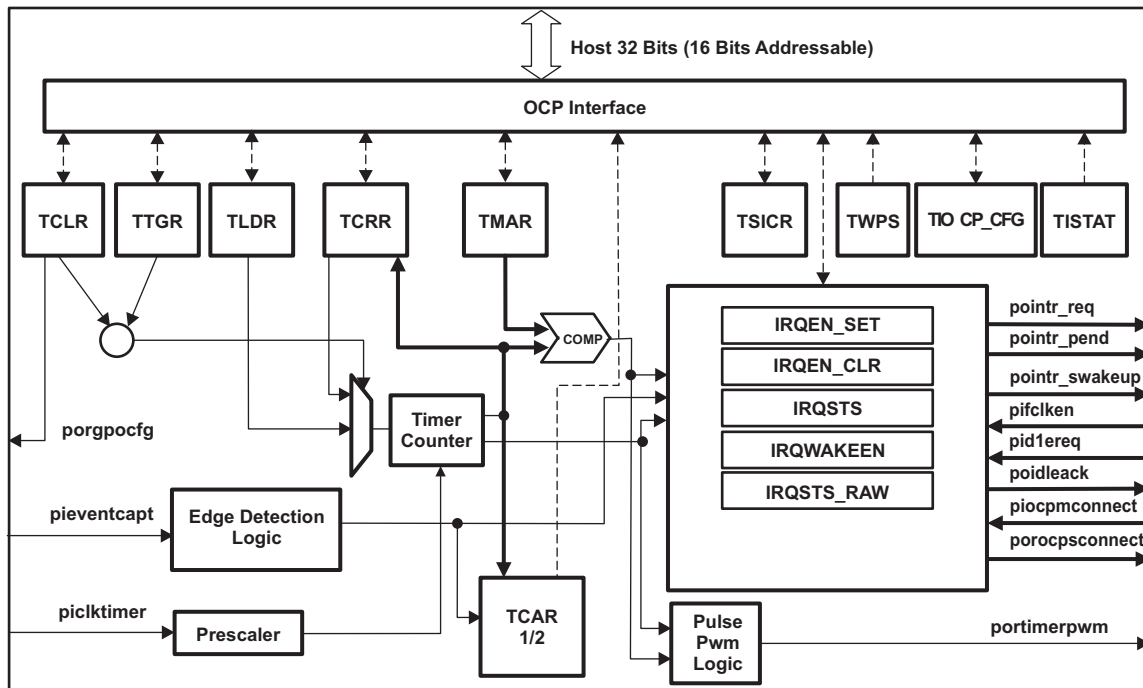 Host 32 Bits (16 Bits Addressable)
OCP Interface
TCLR
TTGR
TLDR
TCRR
TMAR
TSICR
TWPS
TIO CP_CFG
TISTAT
COMP
IRQEN_SET
IRQEN_CLR
IRQSTS
IRQWAKEEN
IRQSTS_RAW
pointr_req
pointr_pend
pointr_swakeup
pifclken
pid1ereq
poidleack
piocpmconnect
porocpsconnect
porgpocfg
Timer
Counter
pieventcapt
Edge Detection
Logic
piclktimer
Prescaler
TCAR
1/2
Pulse
Pwm
Logic
portimerpwm